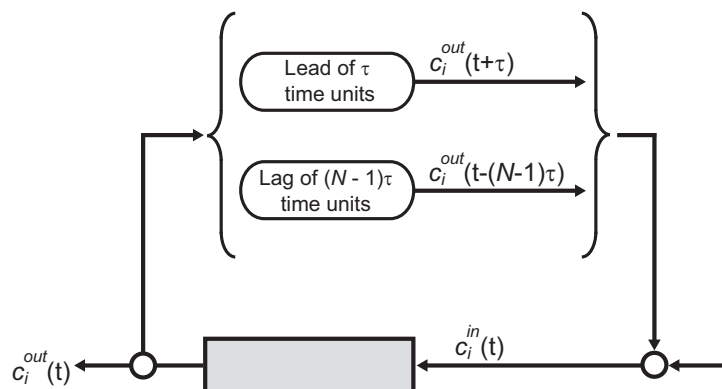 Lead of τ
time units
c_i^out(t+τ)
Lag of (N - 1)τ
time units
c_i^out(t-(N-1)τ)
c_i^in(t)
c_i^out(t)